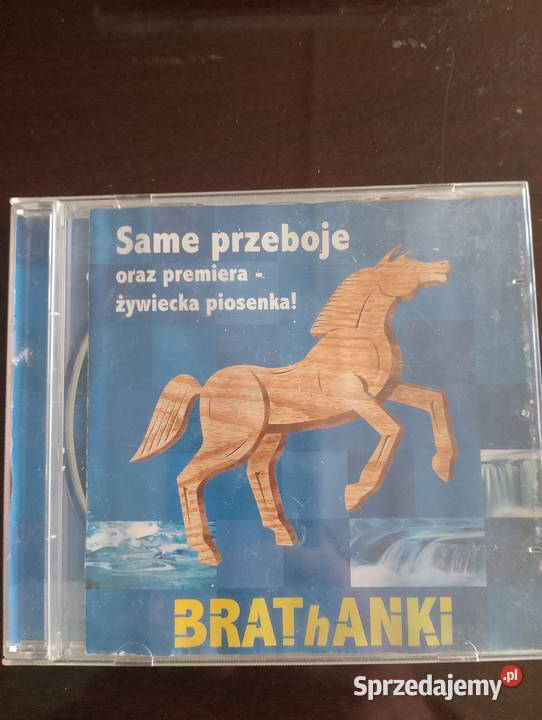 Same przeboje
oraz premiera -
żywiecka piosenka!
BRAThANKI
Sprzedajemy.pl